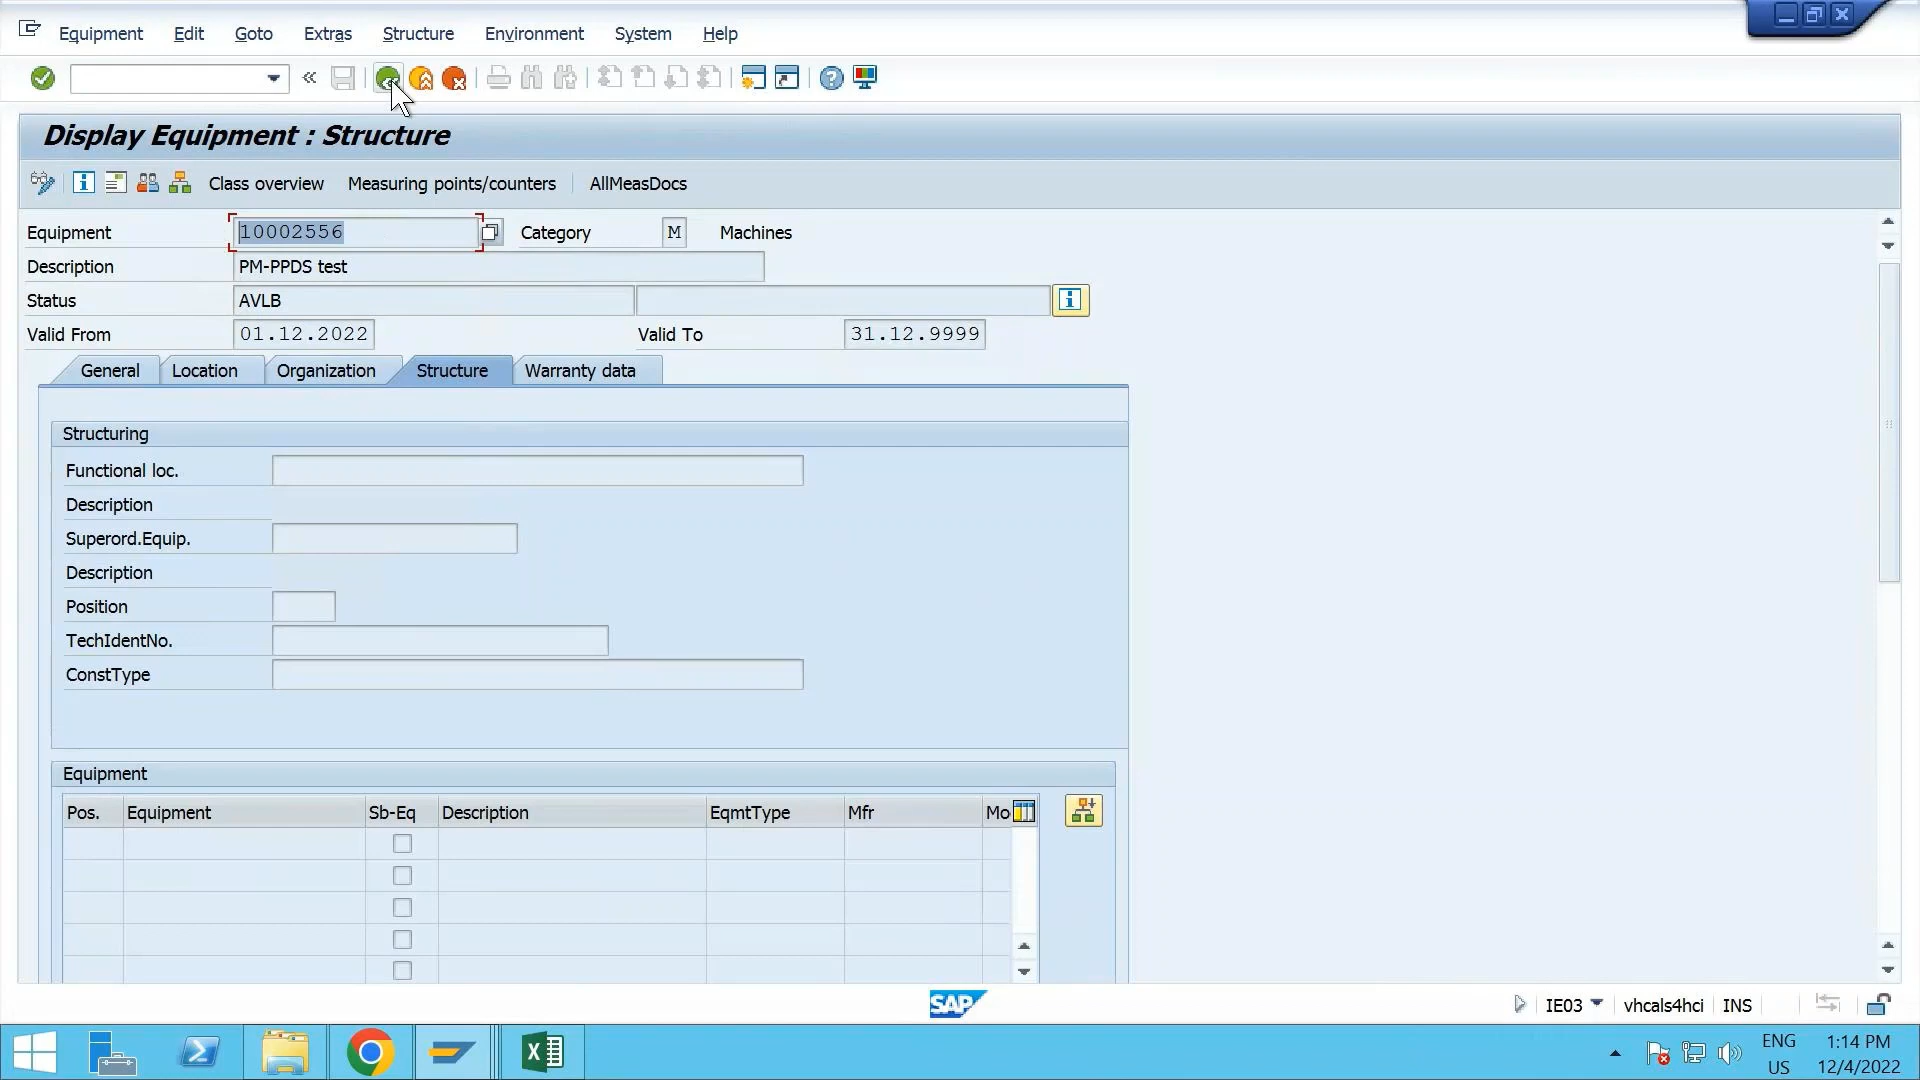 Equipment Edit Goto Extras Structure Environment System Help
Display Equipment : Structure
Class overview Measuring points/counters AllMeasDocs
Equipment 10002556 Category M Machines
Description PM-PPDS test
Status AVLB
Valid From 01.12.2022 Valid To 31.12.9999
General Location Organization Structure Warranty data
Structuring
Functional loc.
Description
Superord.Equip.
Description
Position
TechIdentNo.
ConstType
Equipment
Pos. Equipment Sb-Eq Description EqmtType Mfr Mo
SAP IE03 vhcals4hci INS
ENG 1:14 PM
US 12/4/2022